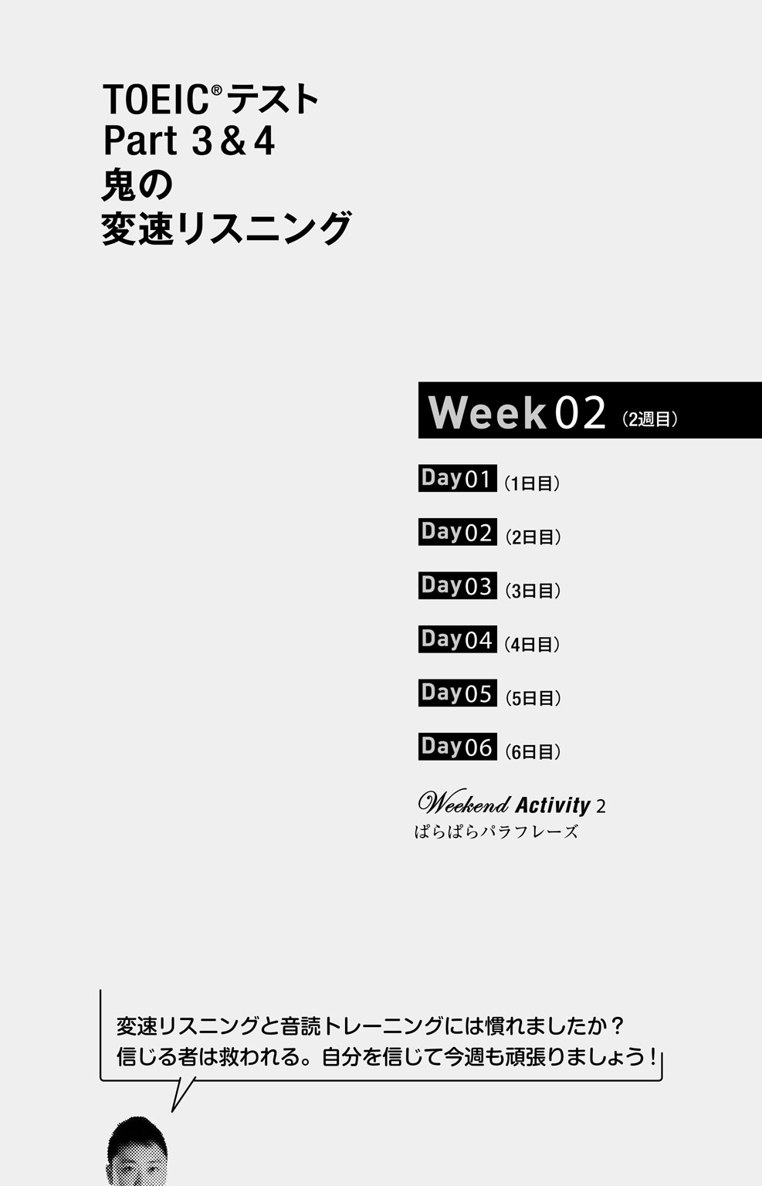 TOEIC®テスト
Part 3&4
鬼の
変速リスニング
Week 02（2週目）
Day 01（1日目）
Day 02（2日目）
Day 03（3日目）
Day 04（4日目）
Day 05（5日目）
Day 06（6日目）
Weekend Activity 2
ぱらぱらパラフレーズ
変速リスニングと音読トレーニングには慣れましたか？
信じる者は救われる。自分を信じて今週も頑張りましょう！